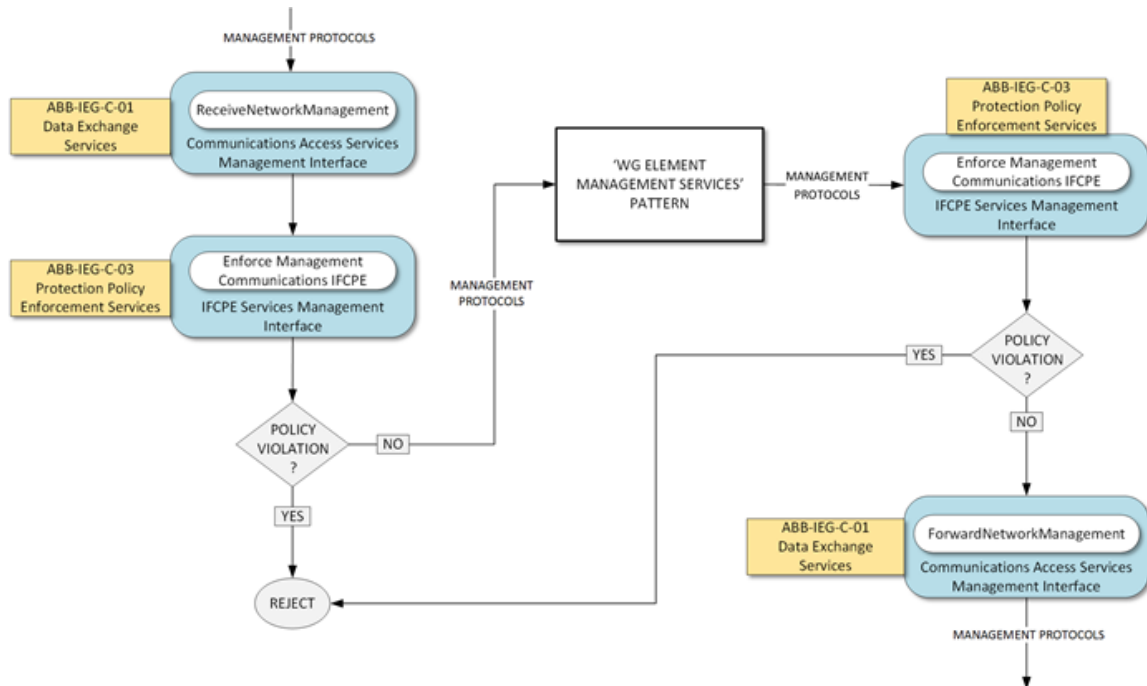 MANAGEMENT PROTOCOLS
ABB-IEG-C-01
Data Exchange
Services
ReceiveNetworkManagement
Communications Access Services
Management Interface
ABB-IEG-C-03
Protection Policy
Enforcement Services
Enforce Management
Communications IFCPE
IFCPE Services Management
Interface
POLICY
VIOLATION
?
NO
YES
REJECT
MANAGEMENT
PROTOCOLS
'WG ELEMENT
MANAGEMENT SERVICES'
PATTERN
MANAGEMENT
PROTOCOLS
ABB-IEG-C-03
Protection Policy
Enforcement Services
Enforce Management
Communications IFCPE
IFCPE Services Management
Interface
POLICY
VIOLATION
?
YES
NO
ABB-IEG-C-01
Data Exchange
Services
ForwardNetworkManagement
Communications Access Services
Management Interface
MANAGEMENT PROTOCOLS